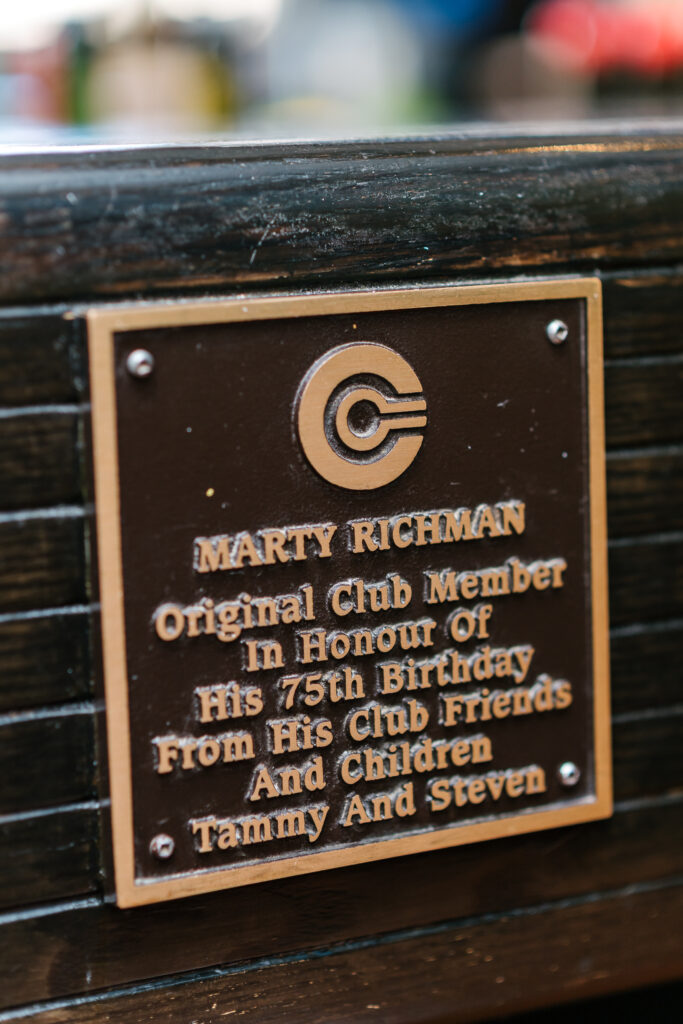 MARTY RICHMAN
Original Club Member
In Honour Of
His 75th Birthday
From His Club Friends
And Children
Tammy And Steven